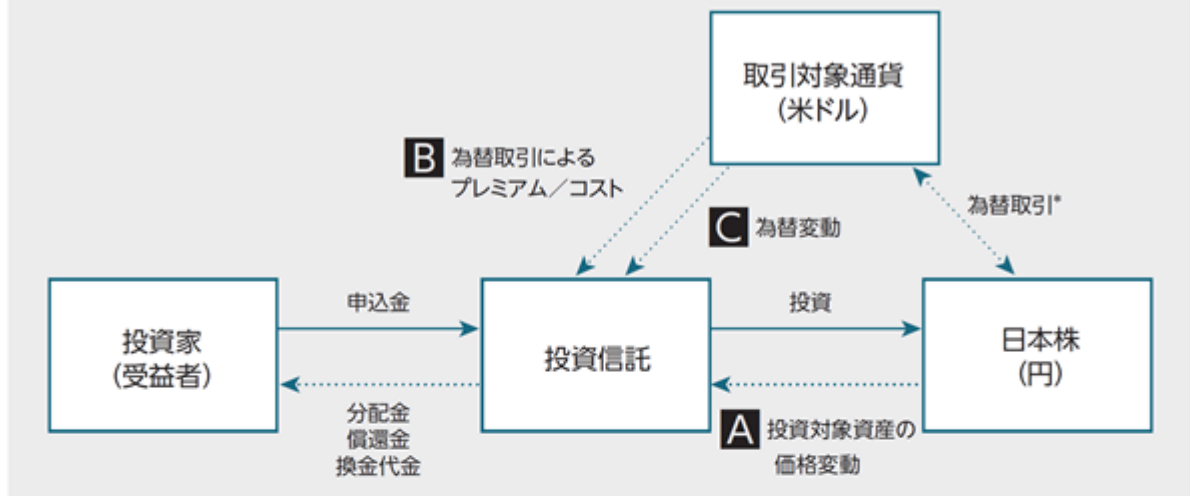 取引対象通貨
(米ドル)
B 為替取引による
プレミアム／コスト
C 為替変動
為替取引*
投資家
(受益者)
申込金
分配金
償還金
換金代金
投資信託
投資
A 投資対象資産の
価格変動
日本株
(円)